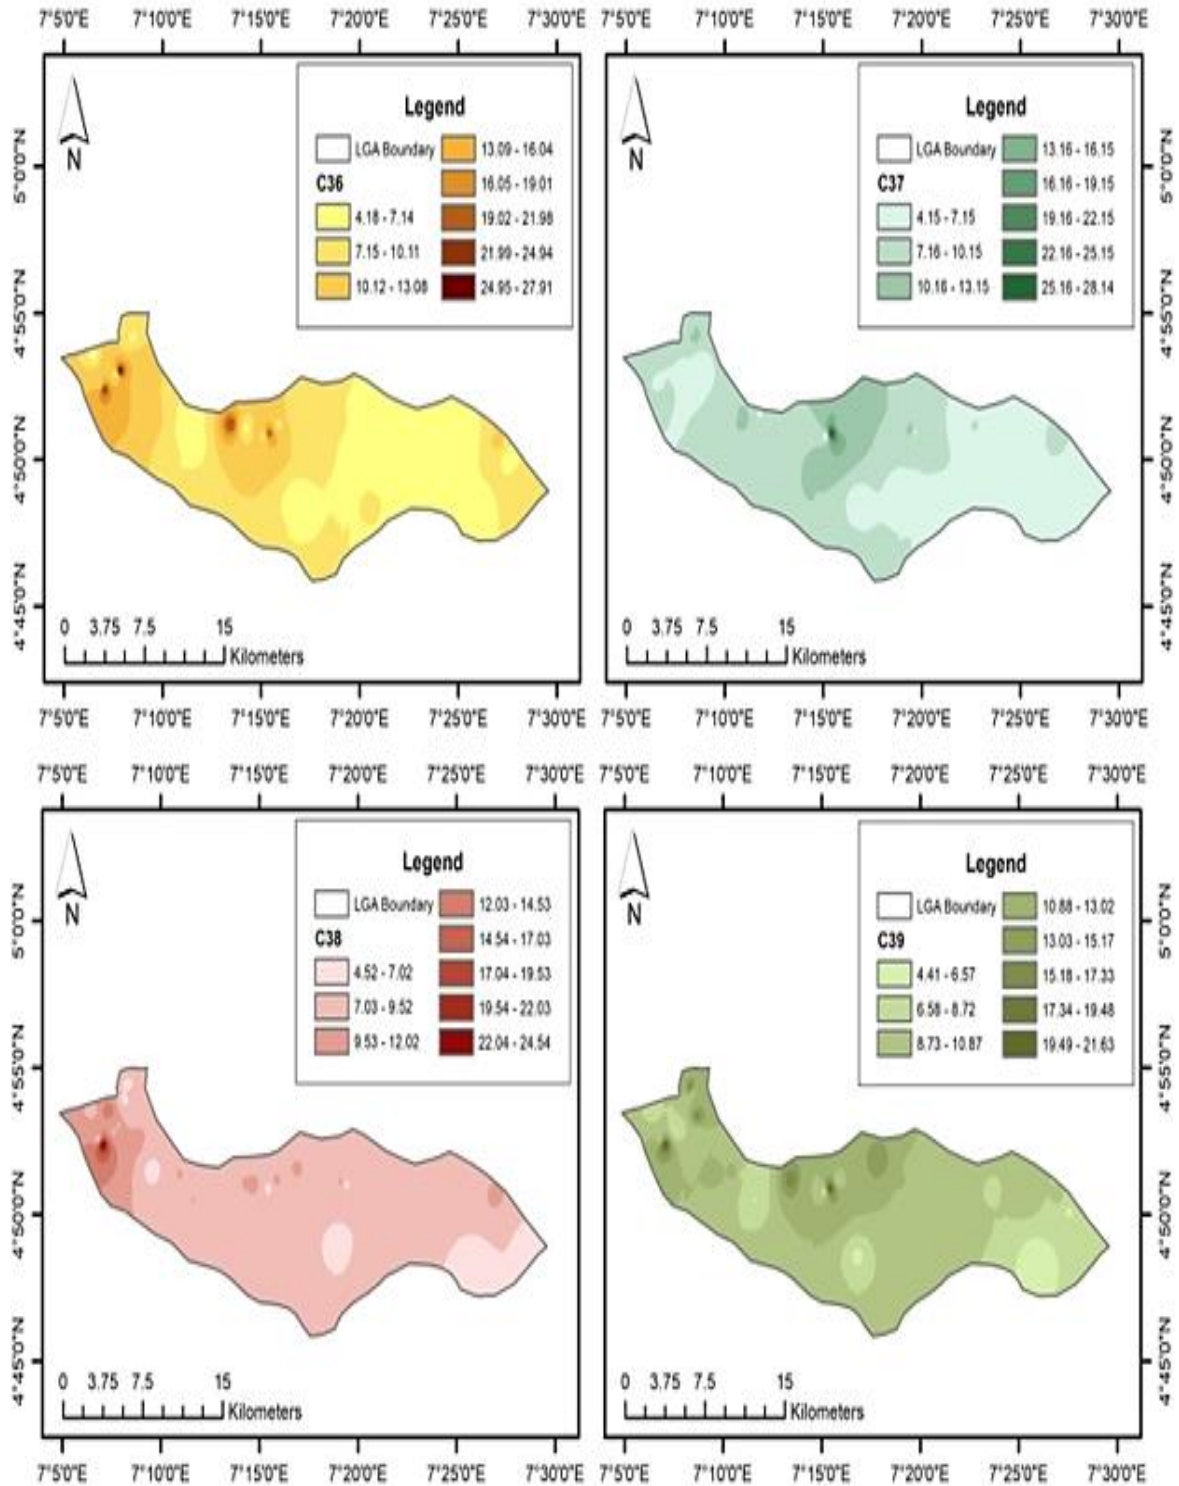 7°5'0"E 7°10'0"E 7°15'0"E 7°20'0"E 7°25'0"E 7°30'0"E
7°5'0"E 7°10'0"E 7°15'0"E 7°20'0"E 7°25'0"E 7°30'0"E
5°0'0"N
4°55'0"N
4°50'0"N
4°45'0"N
N
Legend
LGA Boundary
C36
4.18 - 7.14
7.15 - 10.11
10.12 - 13.08
13.09 - 16.04
16.05 - 19.01
19.02 - 21.98
21.99 - 24.94
24.95 - 27.91
0 3.75 7.5 15
Kilometers
N
Legend
LGA Boundary
C37
4.15 - 7.15
7.16 - 10.15
10.16 - 13.15
13.16 - 16.15
16.16 - 19.15
19.16 - 22.15
22.16 - 25.15
25.16 - 28.14
0 3.75 7.5 15
Kilometers
5°0'0"N
4°55'0"N
4°50'0"N
4°45'0"N
7°5'0"E 7°10'0"E 7°15'0"E 7°20'0"E 7°25'0"E 7°30'0"E
7°5'0"E 7°10'0"E 7°15'0"E 7°20'0"E 7°25'0"E 7°30'0"E
7°5'0"E 7°10'0"E 7°15'0"E 7°20'0"E 7°25'0"E 7°30'0"E
7°5'0"E 7°10'0"E 7°15'0"E 7°20'0"E 7°25'0"E 7°30'0"E
5°0'0"N
4°55'0"N
4°50'0"N
4°45'0"N
N
Legend
LGA Boundary
C38
4.52 - 7.02
7.03 - 9.52
9.53 - 12.02
12.03 - 14.53
14.54 - 17.03
17.04 - 19.53
19.54 - 22.03
22.04 - 24.54
0 3.75 7.5 15
Kilometers
N
Legend
LGA Boundary
C39
4.41 - 6.57
6.58 - 8.72
8.73 - 10.87
10.88 - 13.02
13.03 - 15.17
15.18 - 17.33
17.34 - 19.48
19.49 - 21.63
0 3.75 7.5 15
Kilometers
5°0'0"N
4°55'0"N
4°50'0"N
4°45'0"N
7°5'0"E 7°10'0"E 7°15'0"E 7°20'0"E 7°25'0"E 7°30'0"E
7°5'0"E 7°10'0"E 7°15'0"E 7°20'0"E 7°25'0"E 7°30'0"E